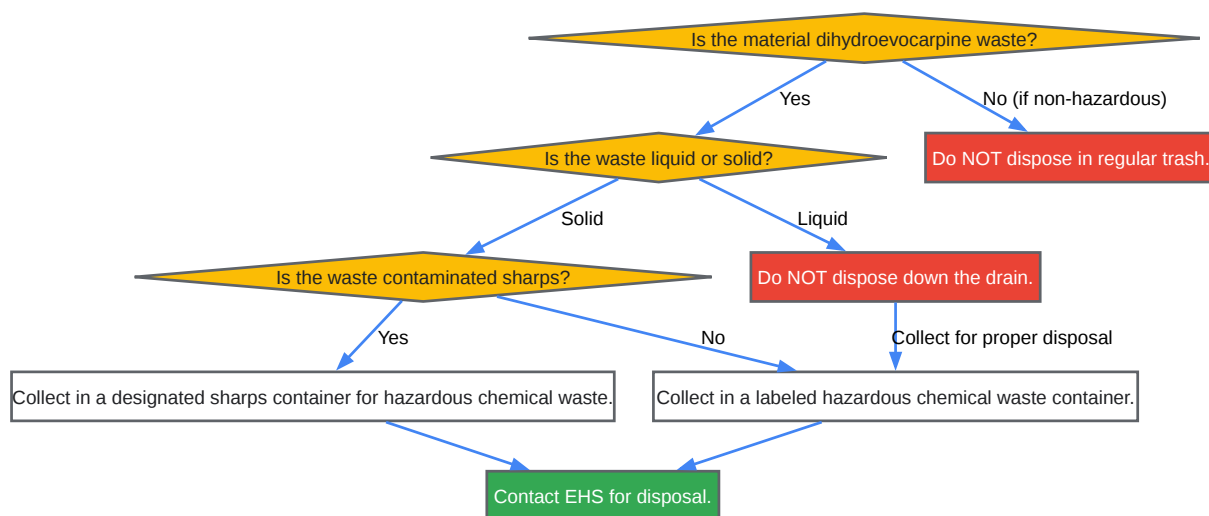 Is the material dihydroevocarpine waste?
Yes
No (if non-hazardous)
Is the waste liquid or solid?
Do NOT dispose in regular trash.
Solid
Liquid
Is the waste contaminated sharps?
Do NOT dispose down the drain.
Yes
No
Collect for proper disposal
Collect in a designated sharps container for hazardous chemical waste.
Collect in a labeled hazardous chemical waste container.
Contact EHS for disposal.